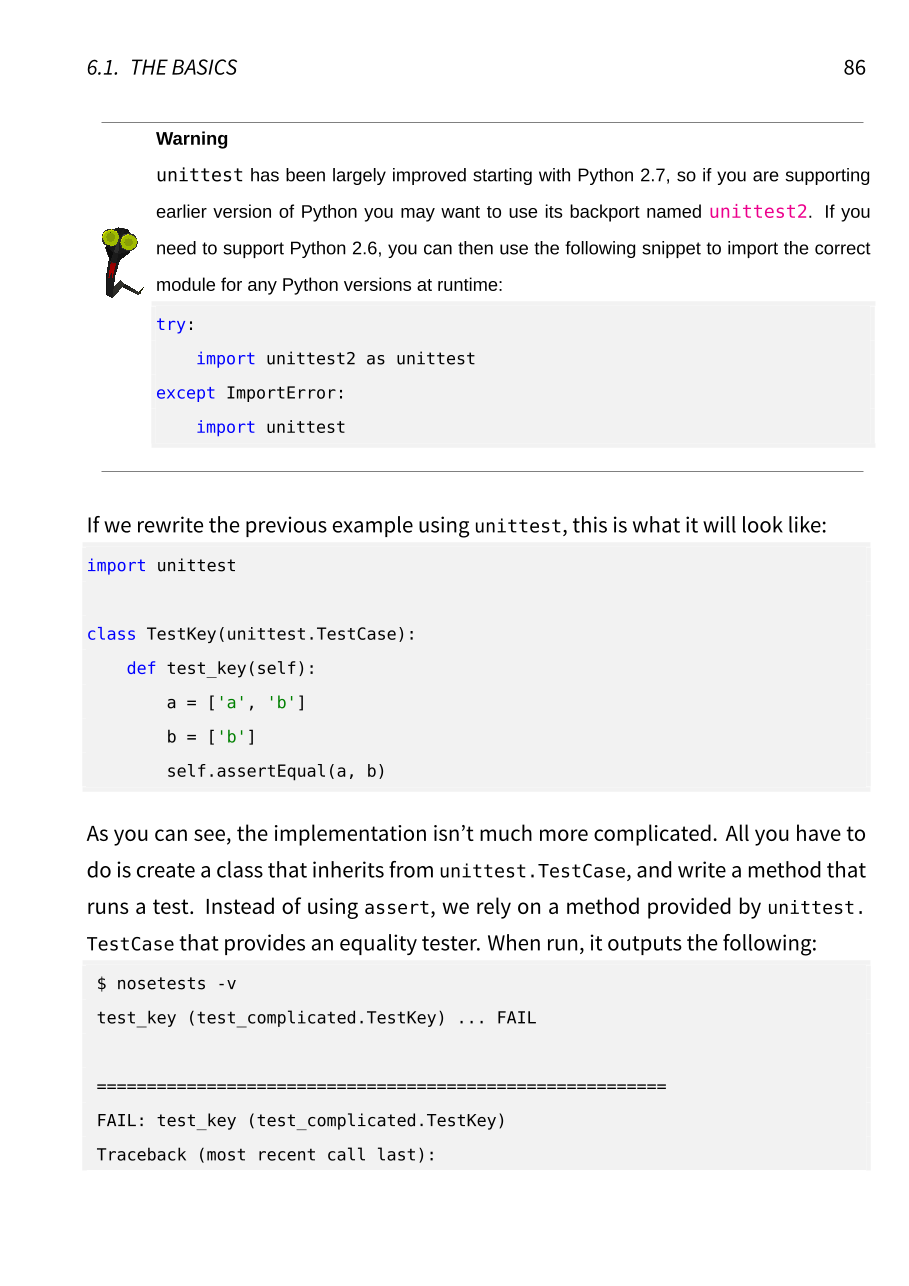 6.1. THE BASICS 86
Warning
unittest has been largely improved starting with Python 2.7, so if you are supporting
earlier version of Python you may want to use its backport named unittest2. If you
need to support Python 2.6, you can then use the following snippet to import the correct
module for any Python versions at runtime:
try:
    import unittest2 as unittest
except ImportError:
    import unittest
If we rewrite the previous example using unittest, this is what it will look like:
import unittest
class TestKey(unittest.TestCase):
    def test_key(self):
        a = ['a', 'b']
        b = ['b']
        self.assertEqual(a, b)
As you can see, the implementation isn’t much more complicated. All you have to
do is create a class that inherits from unittest.TestCase, and write a method that
runs a test. Instead of using assert, we rely on a method provided by unittest.
TestCase that provides an equality tester. When run, it outputs the following:
$ nosetests -v
test_key (test_complicated.TestKey) ... FAIL
=========================================================
FAIL: test_key (test_complicated.TestKey)
Traceback (most recent call last):